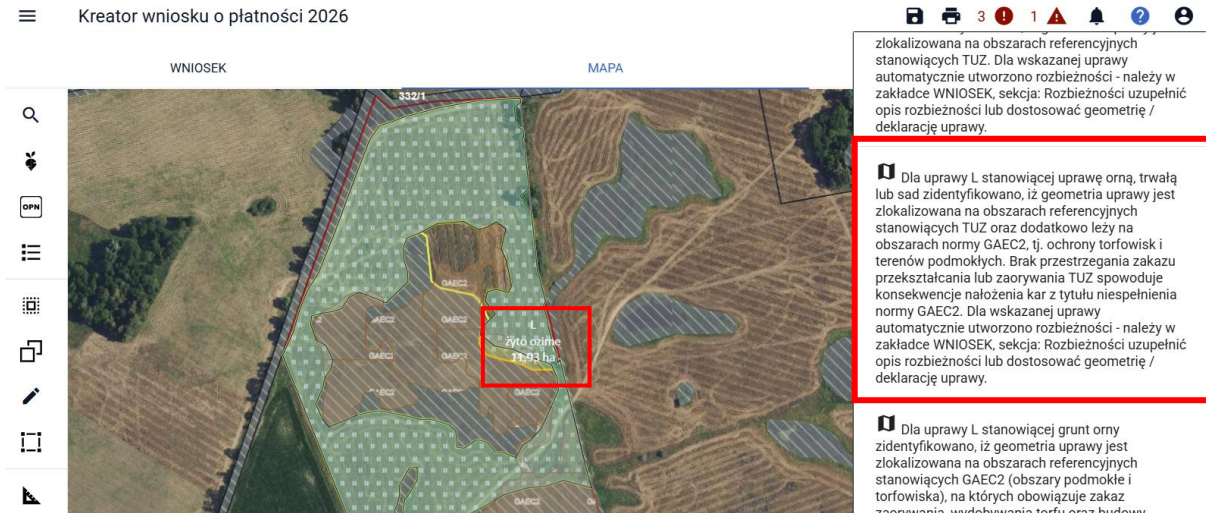 Kreator wniosku o płatności 2026
3
1
WNIOSEK
MAPA
OPN
332/1
GAEC2
GAEC2
GAEC2
GAEC2
L
żyto ozime
11,93 ha
GAEC2
GAEC2
zlokalizowana na obszarach referencyjnych
stanowiących TUZ. Dla wskazanej uprawy
automatycznie utworzono rozbieżności - należy w
zakładce WNIOSEK, sekcja: Rozbieżności uzupełnić
opis rozbieżności lub dostosować geometrię /
deklarację uprawy.
Dla uprawy L stanowiącej uprawę orną, trwałą
lub sad zidentyfikowano, iż geometria uprawy jest
zlokalizowana na obszarach referencyjnych
stanowiących TUZ oraz dodatkowo leży na
obszarach normy GAEC2, tj. ochrony torfowisk i
terenów podmokłych. Brak przestrzegania zakazu
przekształcania lub zaorywania TUZ spowoduje
konsekwencje nałożenia kar z tytułu niespełnienia
normy GAEC2. Dla wskazanej uprawy
automatycznie utworzono rozbieżności - należy w
zakładce WNIOSEK, sekcja: Rozbieżności uzupełnić
opis rozbieżności lub dostosować geometrię /
deklarację uprawy.
Dla uprawy L stanowiącej grunt orny
zidentyfikowano, iż geometria uprawy jest
zlokalizowana na obszarach referencyjnych
stanowiących GAEC2 (obszary podmokłe i
torfowiska), na których obowiązuje zakaz
zaorywania, wydobywania torfu oraz budowy